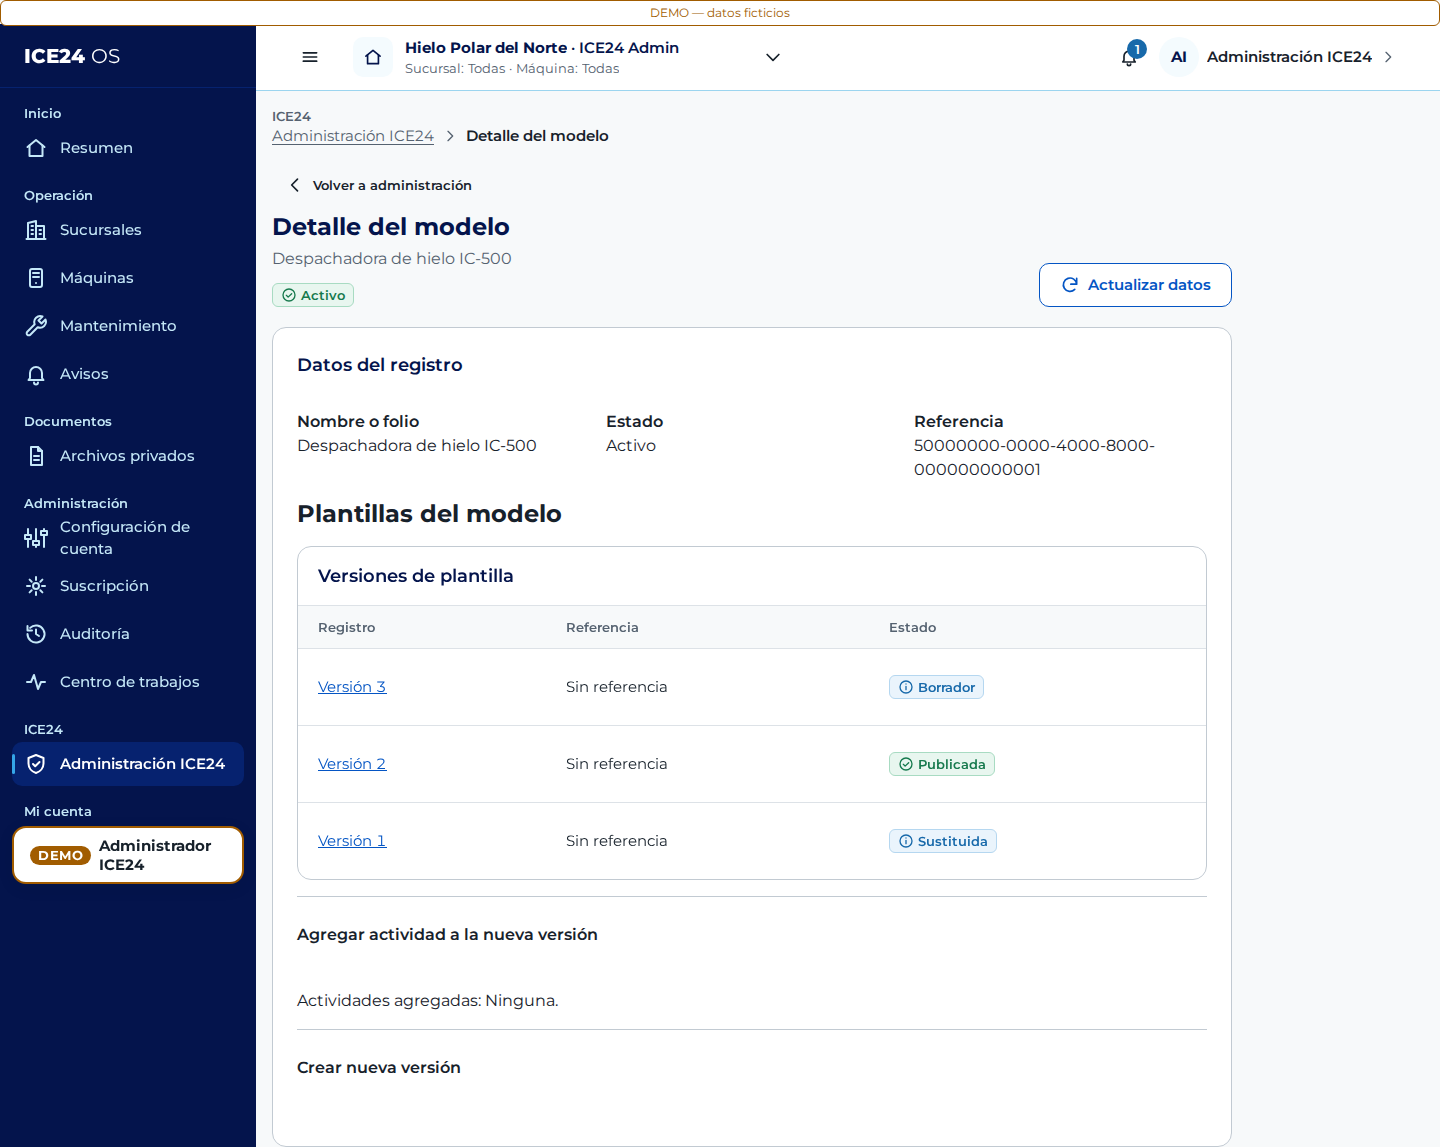 DEMO — datos ficticios
ICE24 OS
Inicio
Resumen
Operación
Sucursales
Máquinas
Mantenimiento
Avisos
Documentos
Archivos privados
Administración
Configuración de
cuenta
Suscripción
Auditoría
Centro de trabajos
ICE24
Administración ICE24
Mi cuenta
DEMO
Administrador
ICE24
Hielo Polar del Norte · ICE24 Admin
Sucursal: Todas · Máquina: Todas
1
AI
Administración ICE24
ICE24
Administración ICE24 > Detalle del modelo
Volver a administración
Detalle del modelo
Despachadora de hielo IC-500
Activo
Actualizar datos
Datos del registro
Nombre o folio Estado Referencia
Despachadora de hielo IC-500 Activo 50000000-0000-4000-8000-
000000000001
Plantillas del modelo
Versiones de plantilla
Registro Referencia Estado
Versión 3 Sin referencia Borrador
Versión 2 Sin referencia Publicada
Versión 1 Sin referencia Sustituida
Agregar actividad a la nueva versión
Actividades agregadas: Ninguna.
Crear nueva versión